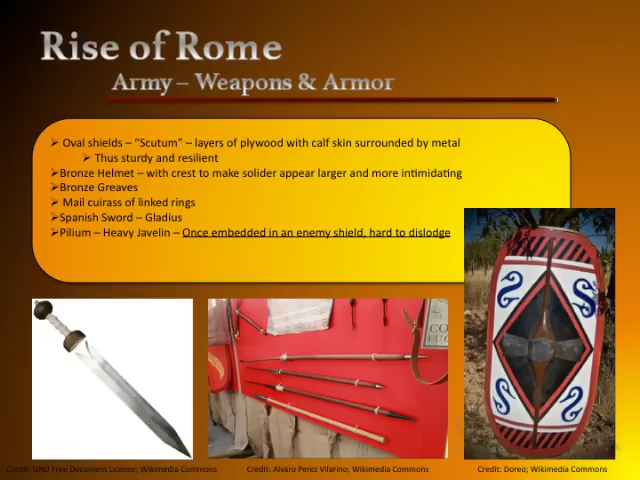 Rise of Rome
Army – Weapons & Armor
➢ Oval shields – “Scutum” – layers of plywood with calf skin surrounded by metal
➢ Thus sturdy and resilient
➢Bronze Helmet – with crest to make solider appear larger and more intimidating
➢Bronze Greaves
➢ Mail cuirass of linked rings
➢Spanish Sword – Gladius
➢Pilium – Heavy Javelin – Once embedded in an enemy shield, hard to dislodge
CO
Credit: GNU Free Document License; Wikimedia Commons
Credit: Alvaro Perez Vilarino; Wikimedia Commons
Credit: Doreo; Wikimedia Commons